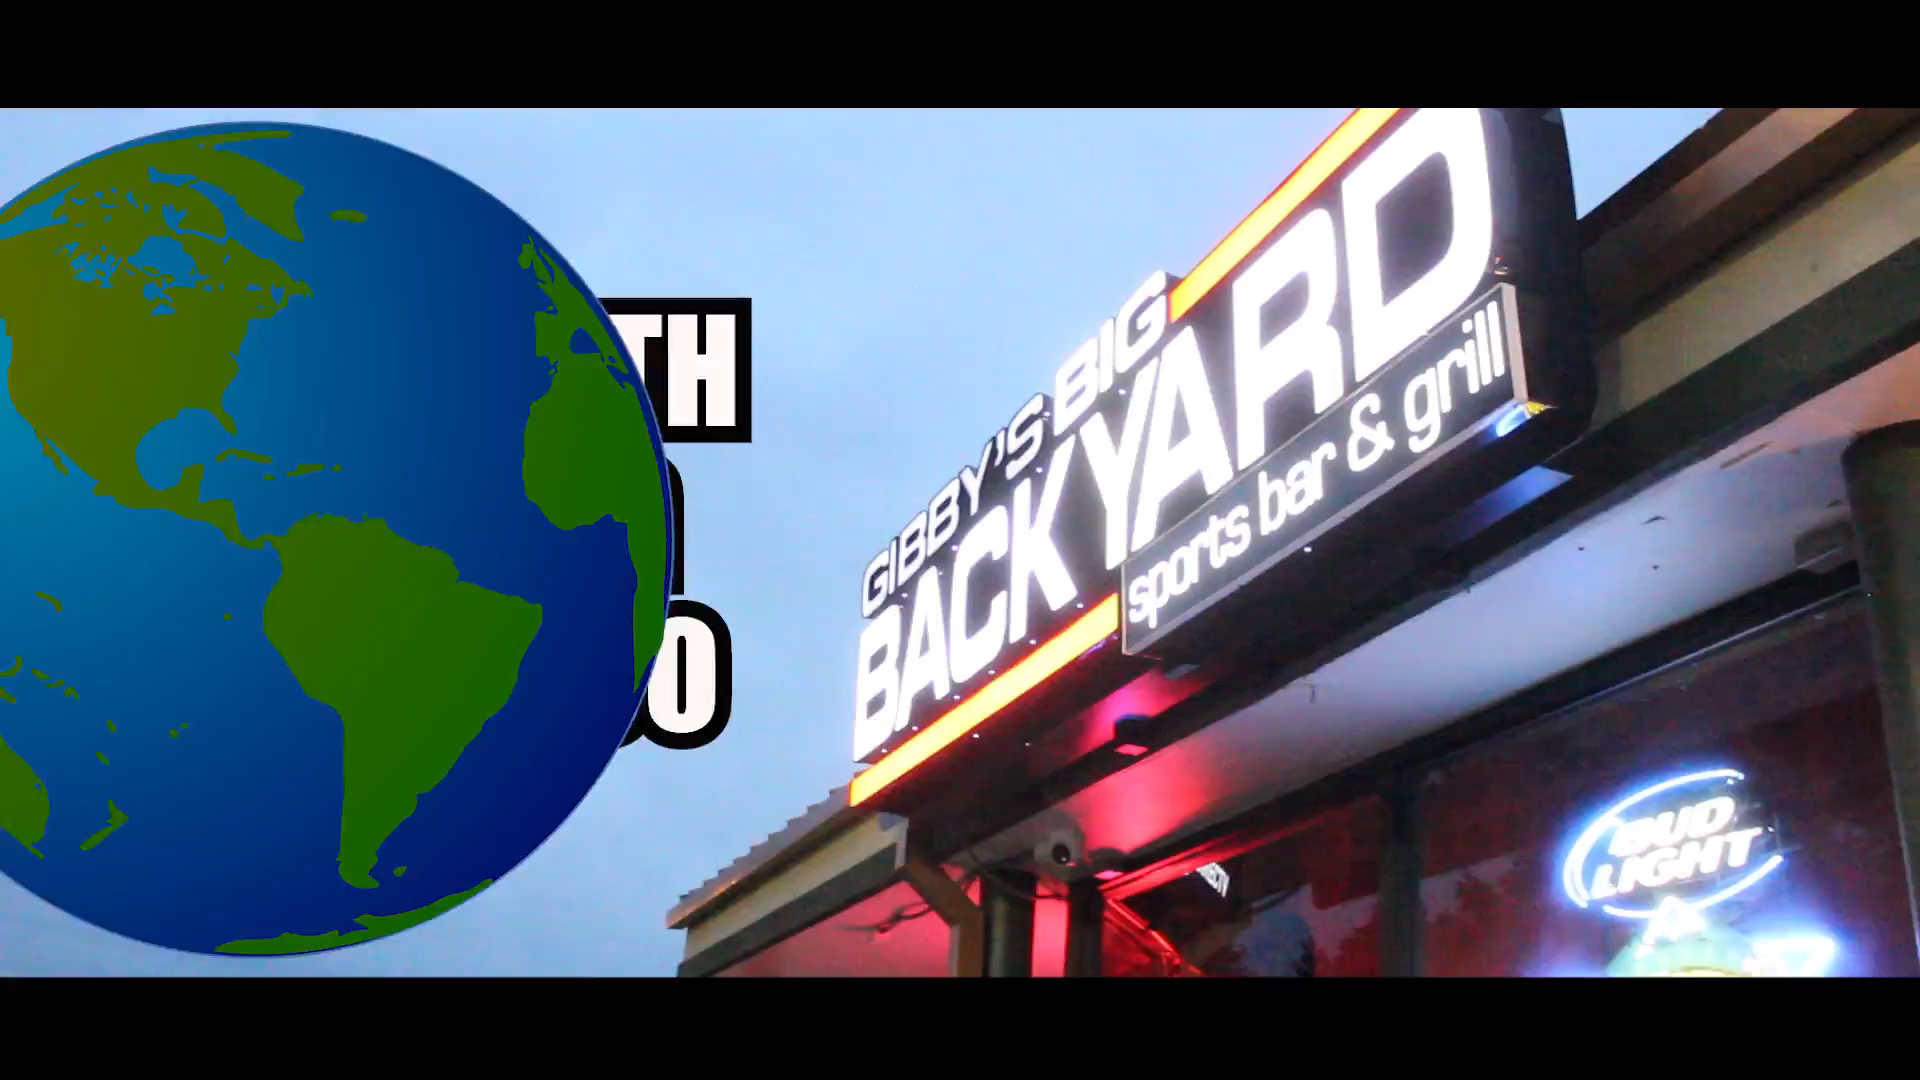 TH
O
GIBBY'S BIG
BACKYARD
sports bar & grill
BUD
LIGHT